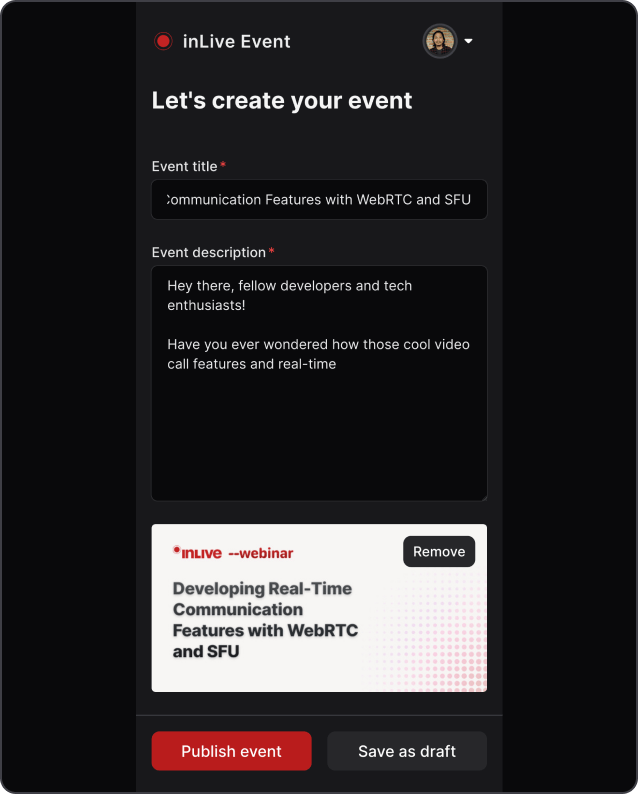 inLive Event
Let's create your event
Event title *
Communication Features with WebRTC and SFU
Event description *
Hey there, fellow developers and tech
enthusiasts!
Have you ever wondered how those cool video
call features and real-time
inLive --webinar
Remove
Developing Real-Time
Communication
Features with WebRTC
and SFU
Publish event
Save as draft